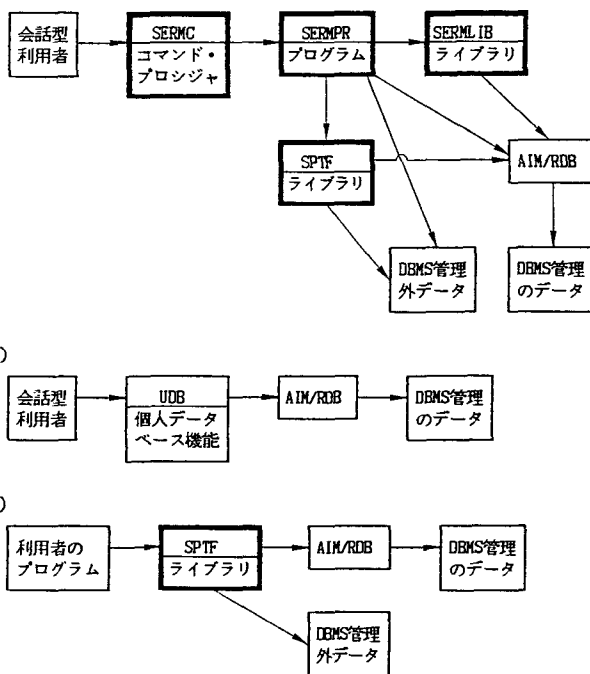 会話型
利用者
SERMC
コマンド・
プロシジャ
SERMPR
プログラム
SERMLIB
ライブラリ
SPTF
ライブラリ
AIM/RDB
DBMS管理
外データ
DBMS管理
のデータ
)
会話型
利用者
UDB
個人データ
ベース機能
AIM/RDB
DBMS管理
のデータ
)
利用者の
プログラム
SPTF
ライブラリ
AIM/RDB
DBMS管理
のデータ
DBMS管理
外データ